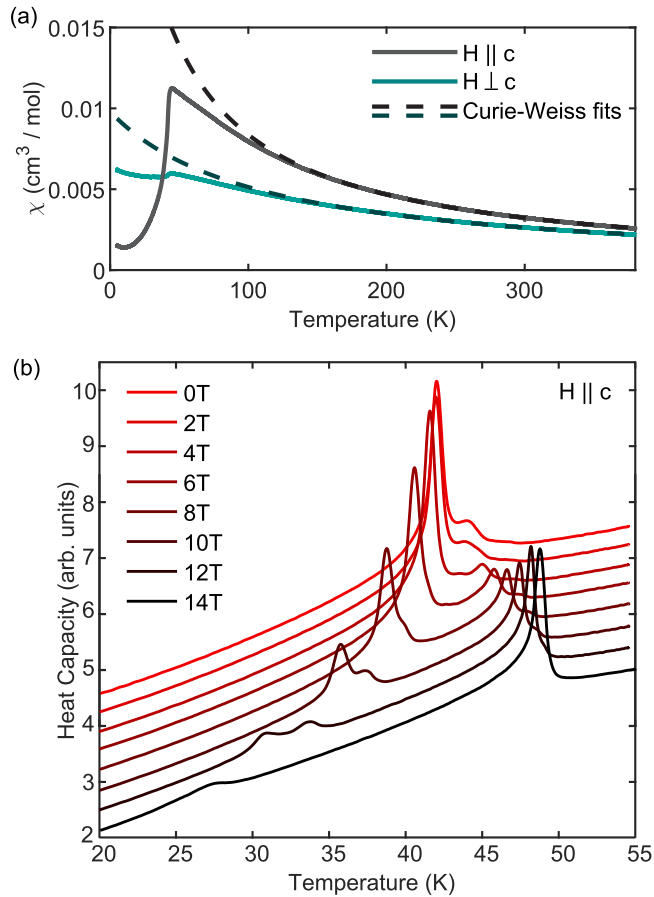 (a)
0.015
0.01
0.005
0
χ (cm³ / mol)
H || c
H ⊥ c
Curie-Weiss fits
100
200
300
Temperature (K)
(b)
10
9
8
7
6
5
4
3
2
Heat Capacity (arb. units)
0T
2T
4T
6T
8T
10T
12T
14T
H || c
20
25
30
35
40
45
50
55
Temperature (K)